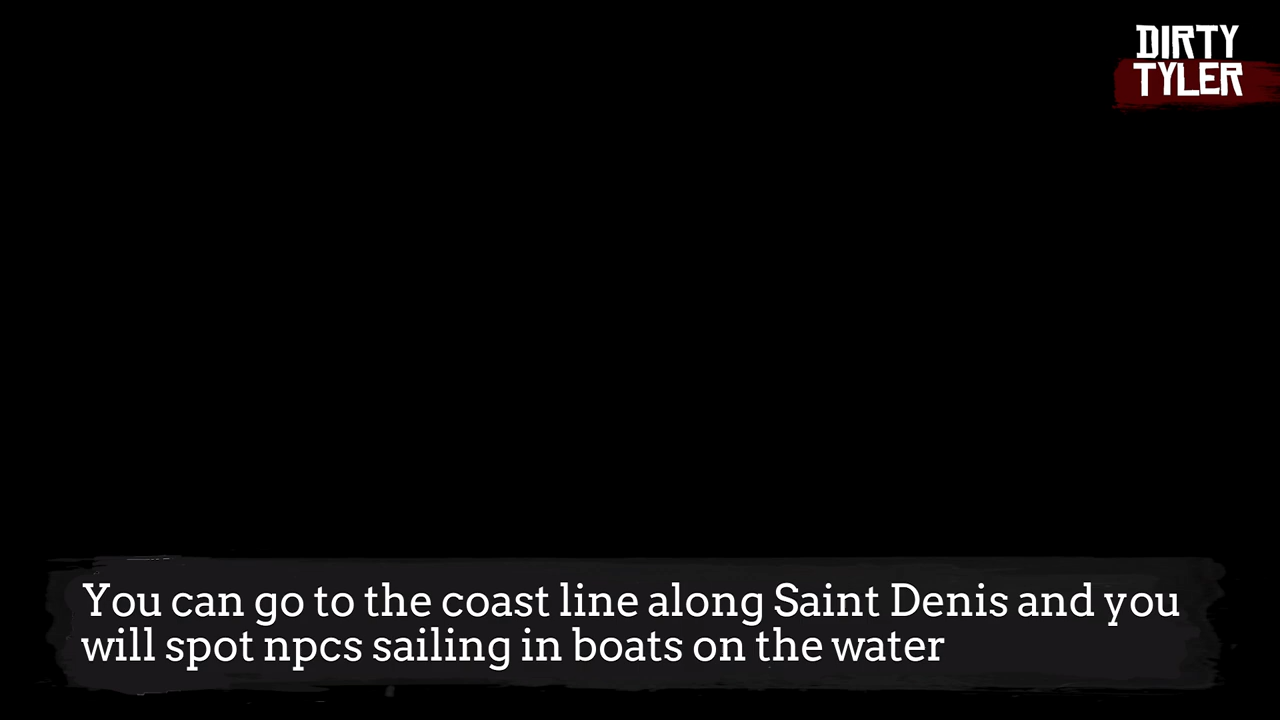 DIRTY
TYLER
You can go to the coast line along Saint Denis and you
will spot npcs sailing in boats on the water